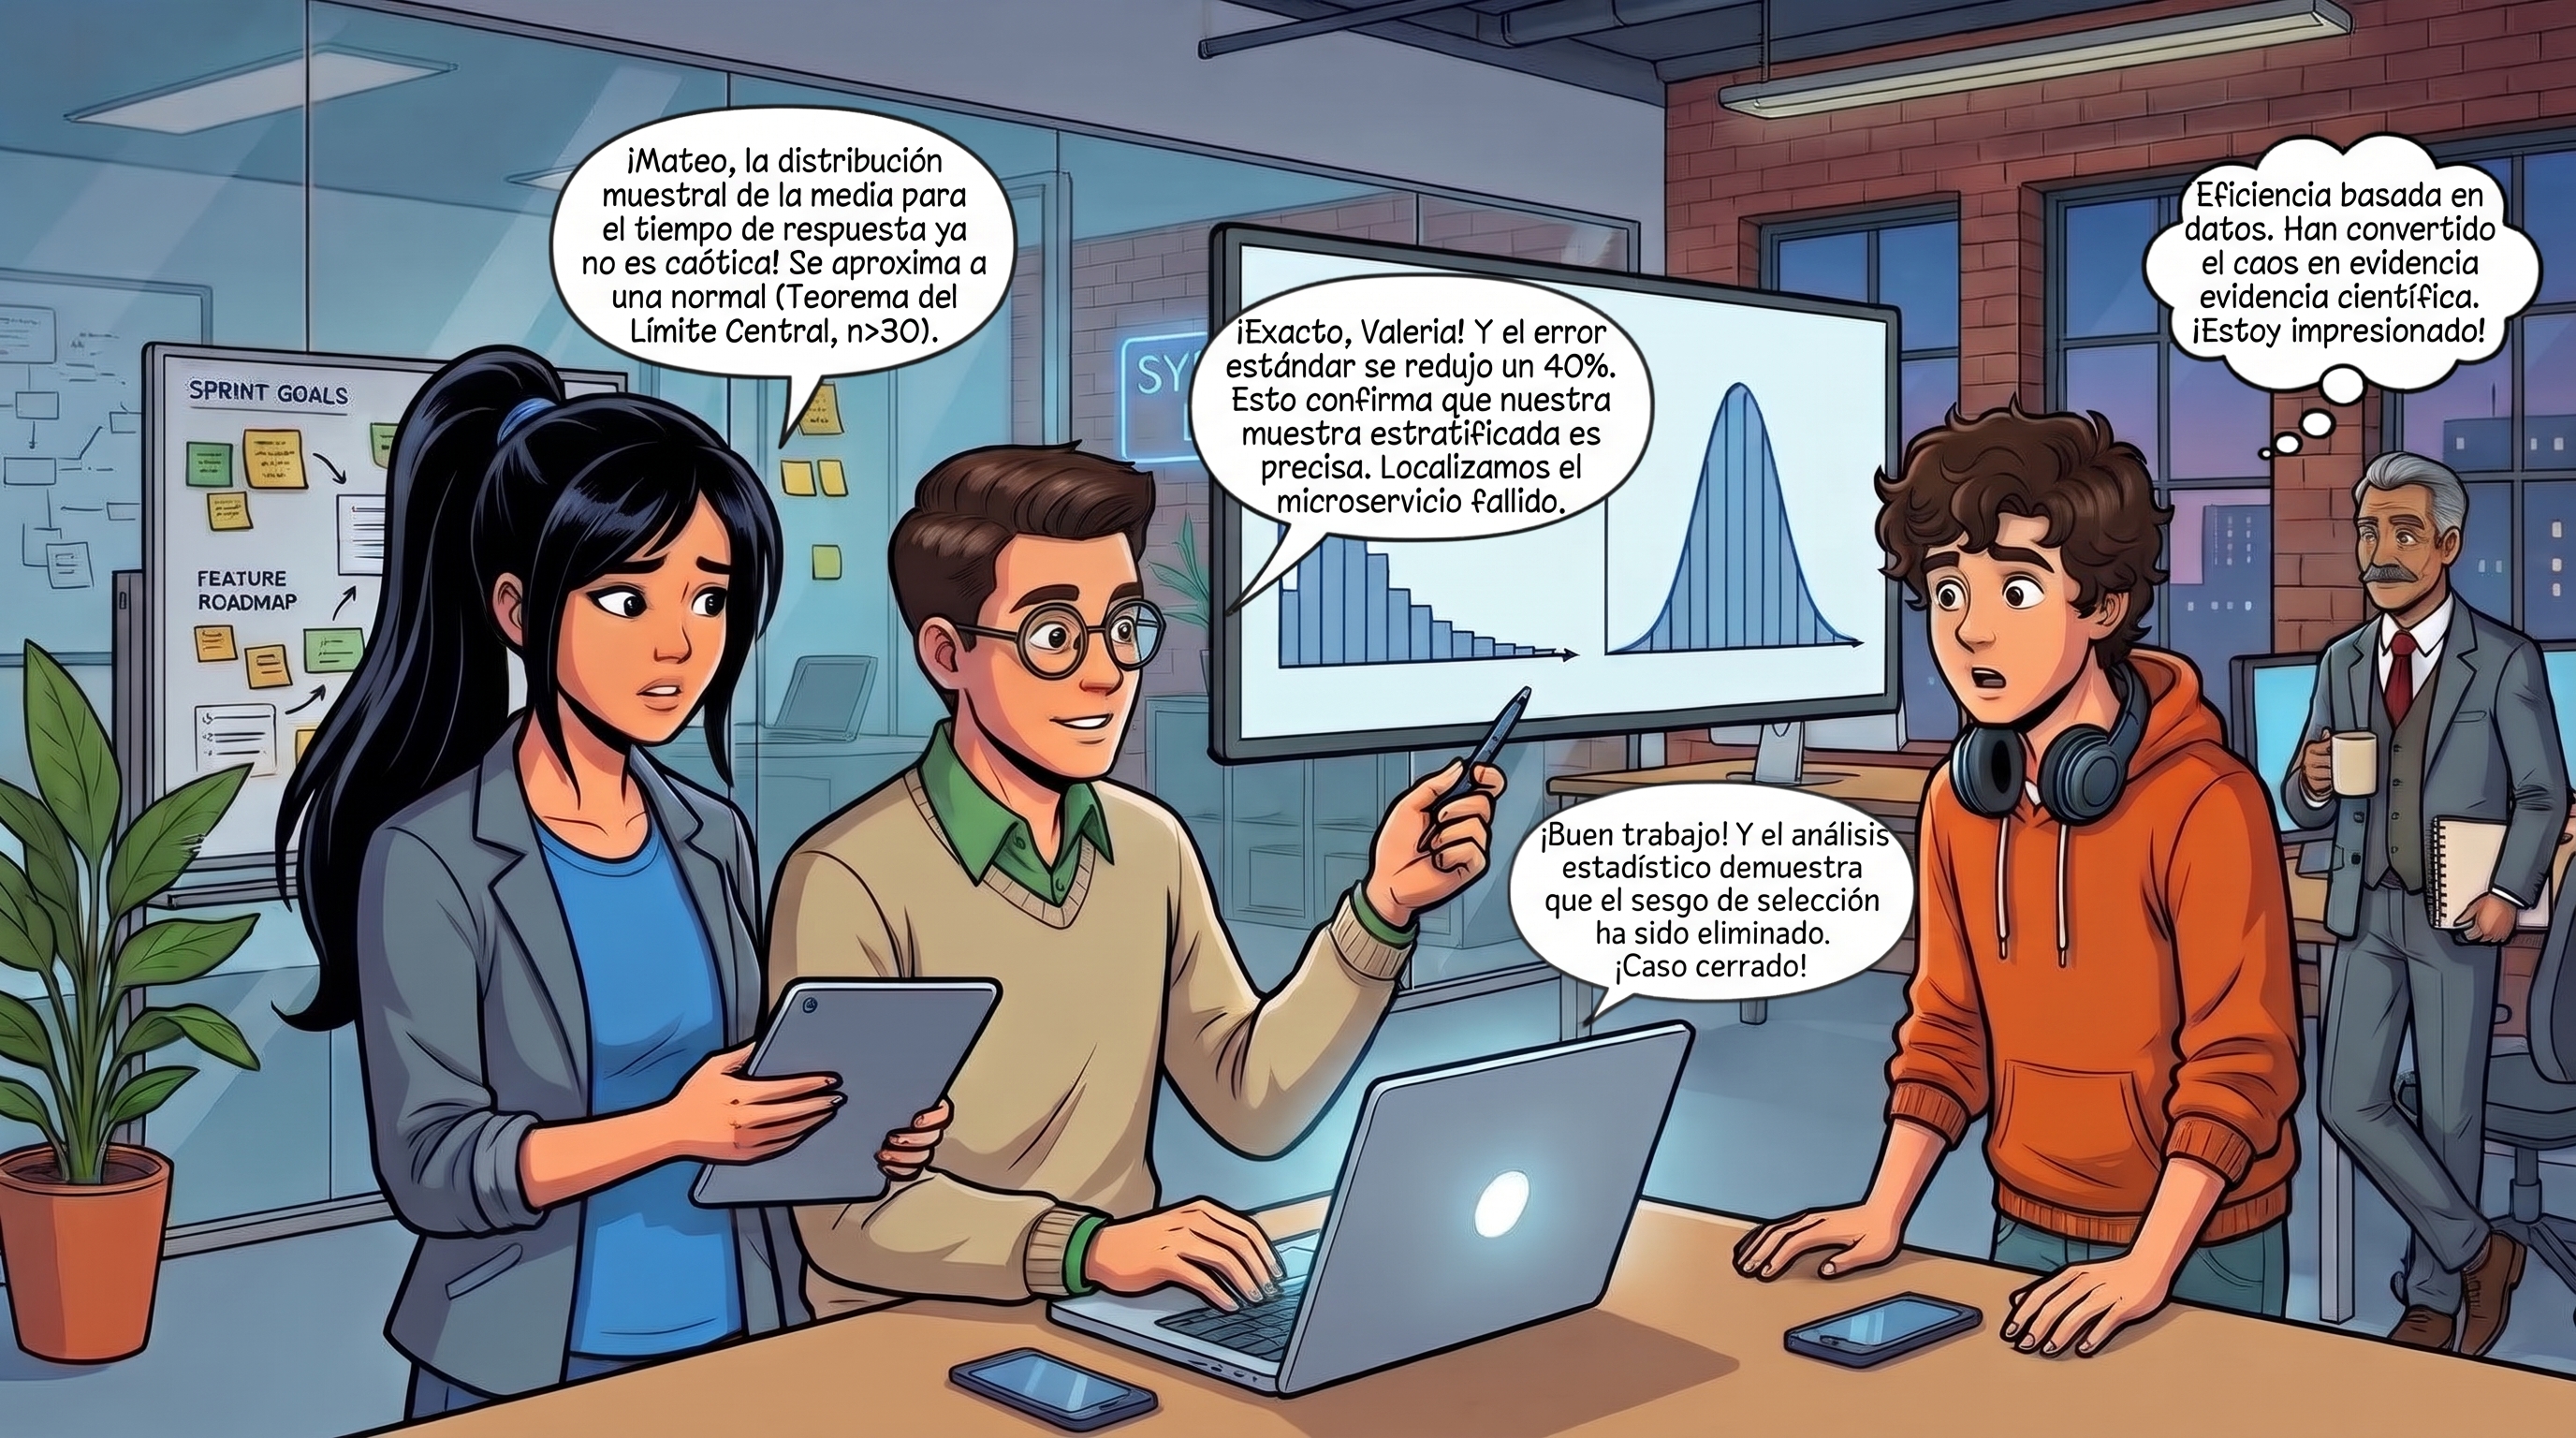 ¡Mateo, la distribución
muestral de la media para
el tiempo de respuesta ya
no es caótica! Se aproxima a
una normal (Teorema del
Límite Central, n>30).
¡Exacto, Valeria! Y el error
estándar se redujo un 40%.
Esto confirma que nuestra
muestra estratificada es
precisa. Localizamos el
microservicio fallido.
Eficiencia basada en
datos. Han convertido
el caos en evidencia
evidencia científica.
¡Estoy impresionado!
¡Buen trabajo! Y el análisis
estadístico demuestra
que el sesgo de selección
ha sido eliminado.
¡Caso cerrado!
SPRINT GOALS
FEATURE
ROADMAP